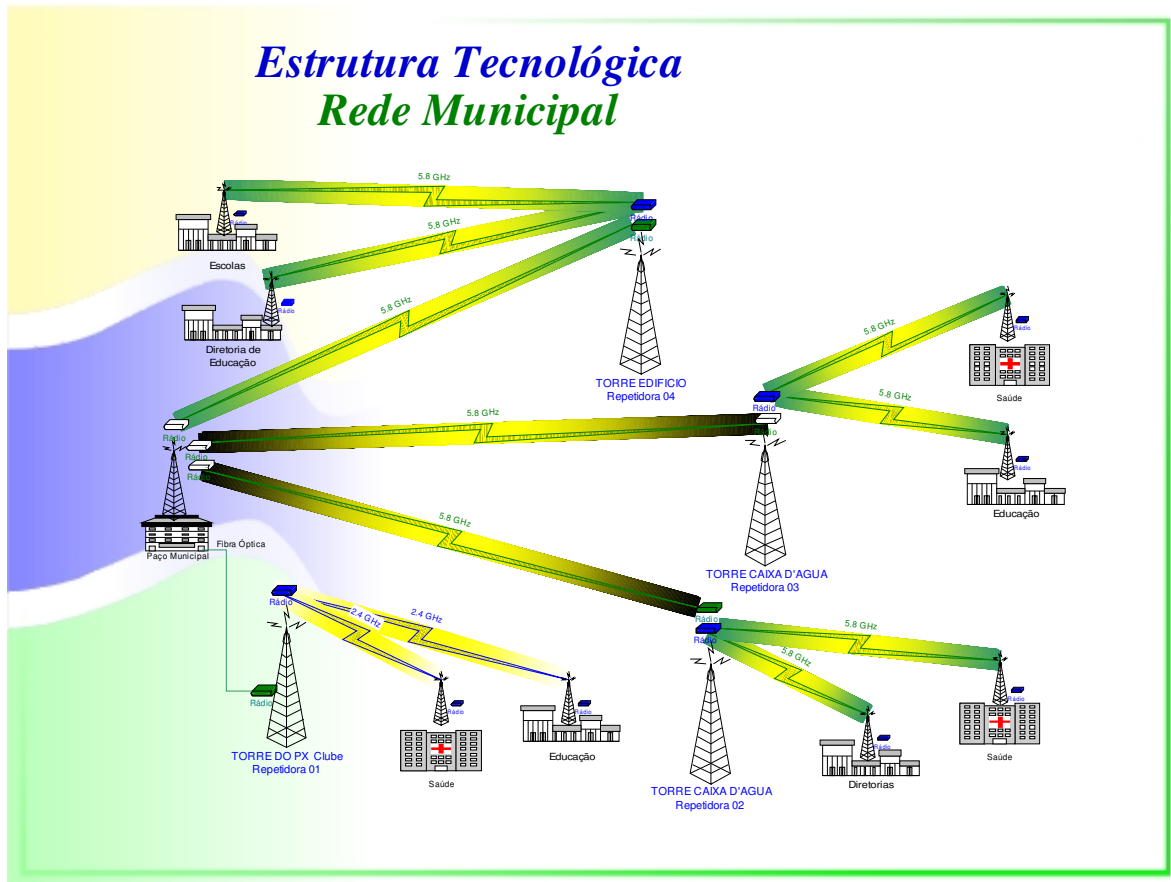 Estrutura Tecnológica
Rede Municipal
5.8 GHz
Rádio
Rádio
Rádio
5.8 GHz
Escolas
Rádio
5.8 GHz
Diretoria de
Educação
TORRE EDIFICIO
Repetidora 04
5.8 GHz
Rádio
Saúde
5.8 GHz
Rádio
Rádio
5.8 GHz
Rádio
Rádio
Rádio
Rádio
Educação
5.8 GHz
Paço Municipal
Fibra Óptica
TORRE CAIXA D'AGUA
Repetidora 03
Rádio
2.4 GHz
2.4 GHz
Rádio
Rádio
5.8 GHz
5.8 GHz
Rádio
Rádio
Rádio
Rádio
Rádio
TORRE DO PX Clube
Repetidora 01
Educação
Saúde
Saúde
Diretorias
TORRE CAIXA D'AGUA
Repetidora 02